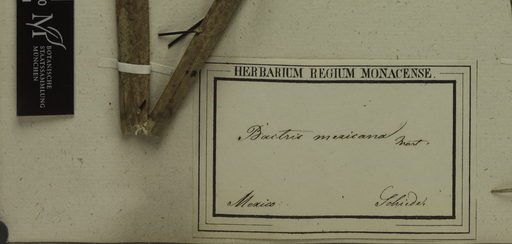 BOTANISCHE
STAATSSAMMLUNG
MÜNCHEN
HERBARIUM REGIUM MONACENSE.
Bactris mexicana Mart.
Mexico Schiede.